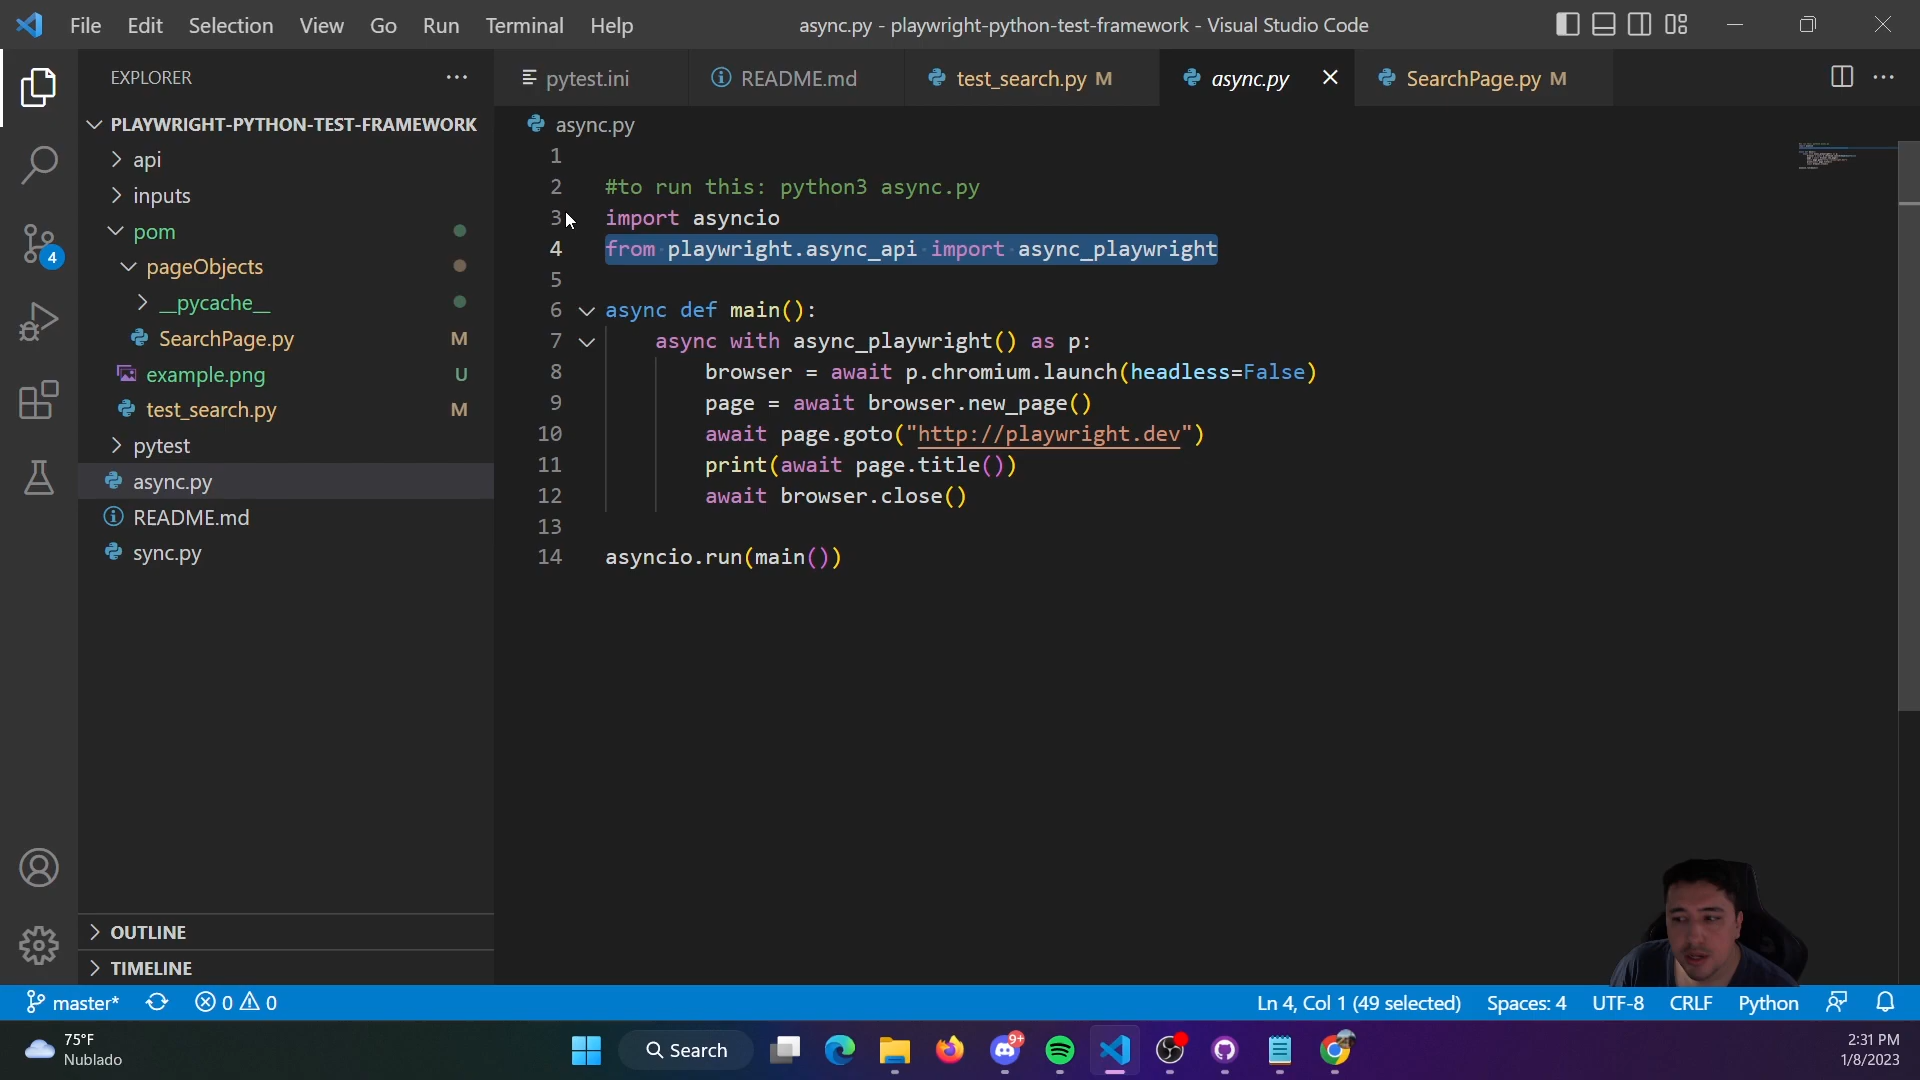 File Edit Selection View Go Run Terminal Help
async.py - playwright-python-test-framework - Visual Studio Code
EXPLORER
pytest.ini
README.md
test_search.py M
async.py
SearchPage.py M
PLAYWRIGHT-PYTHON-TEST-FRAMEWORK
api
inputs
pom
pageObjects
__pycache__
SearchPage.py M
example.png U
test_search.py M
pytest
async.py
README.md
sync.py
OUTLINE
TIMELINE
4
async.py
1
2 #to run this: python3 async.py
3 import asyncio
4 from playwright.async_api import async_playwright
5
6 async def main():
7 async with async_playwright() as p:
8 browser = await p.chromium.launch(headless=False)
9 page = await browser.new_page()
10 await page.goto("http://playwright.dev")
11 print(await page.title())
12 await browser.close()
13
14 asyncio.run(main())
master* 0 0
Ln 4, Col 1 (49 selected) Spaces: 4 UTF-8 CRLF Python
75°F
Nublado
Search
9+
2:31 PM
1/8/2023